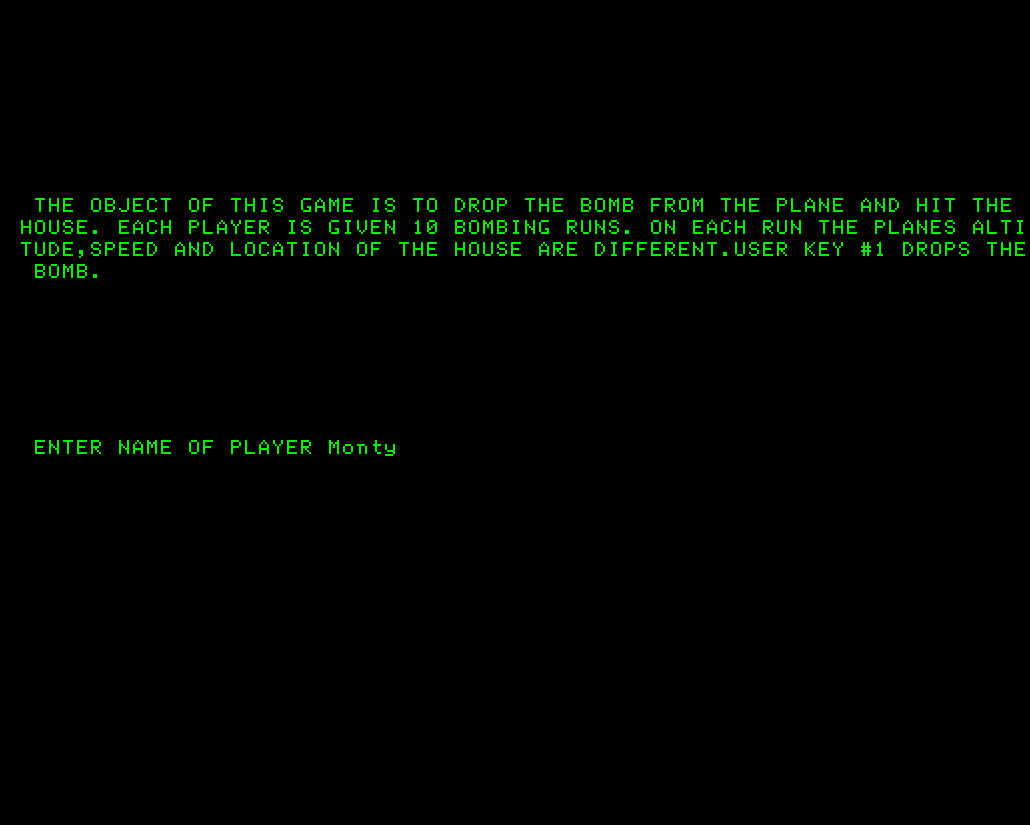 THE OBJECT OF THIS GAME IS TO DROP THE BOMB FROM THE PLANE AND HIT THE
HOUSE. EACH PLAYER IS GIVEN 10 BOMBING RUNS. ON EACH RUN THE PLANES ALTI
TUDE,SPEED AND LOCATION OF THE HOUSE ARE DIFFERENT.USER KEY #1 DROPS THE
BOMB.
ENTER NAME OF PLAYER Monty